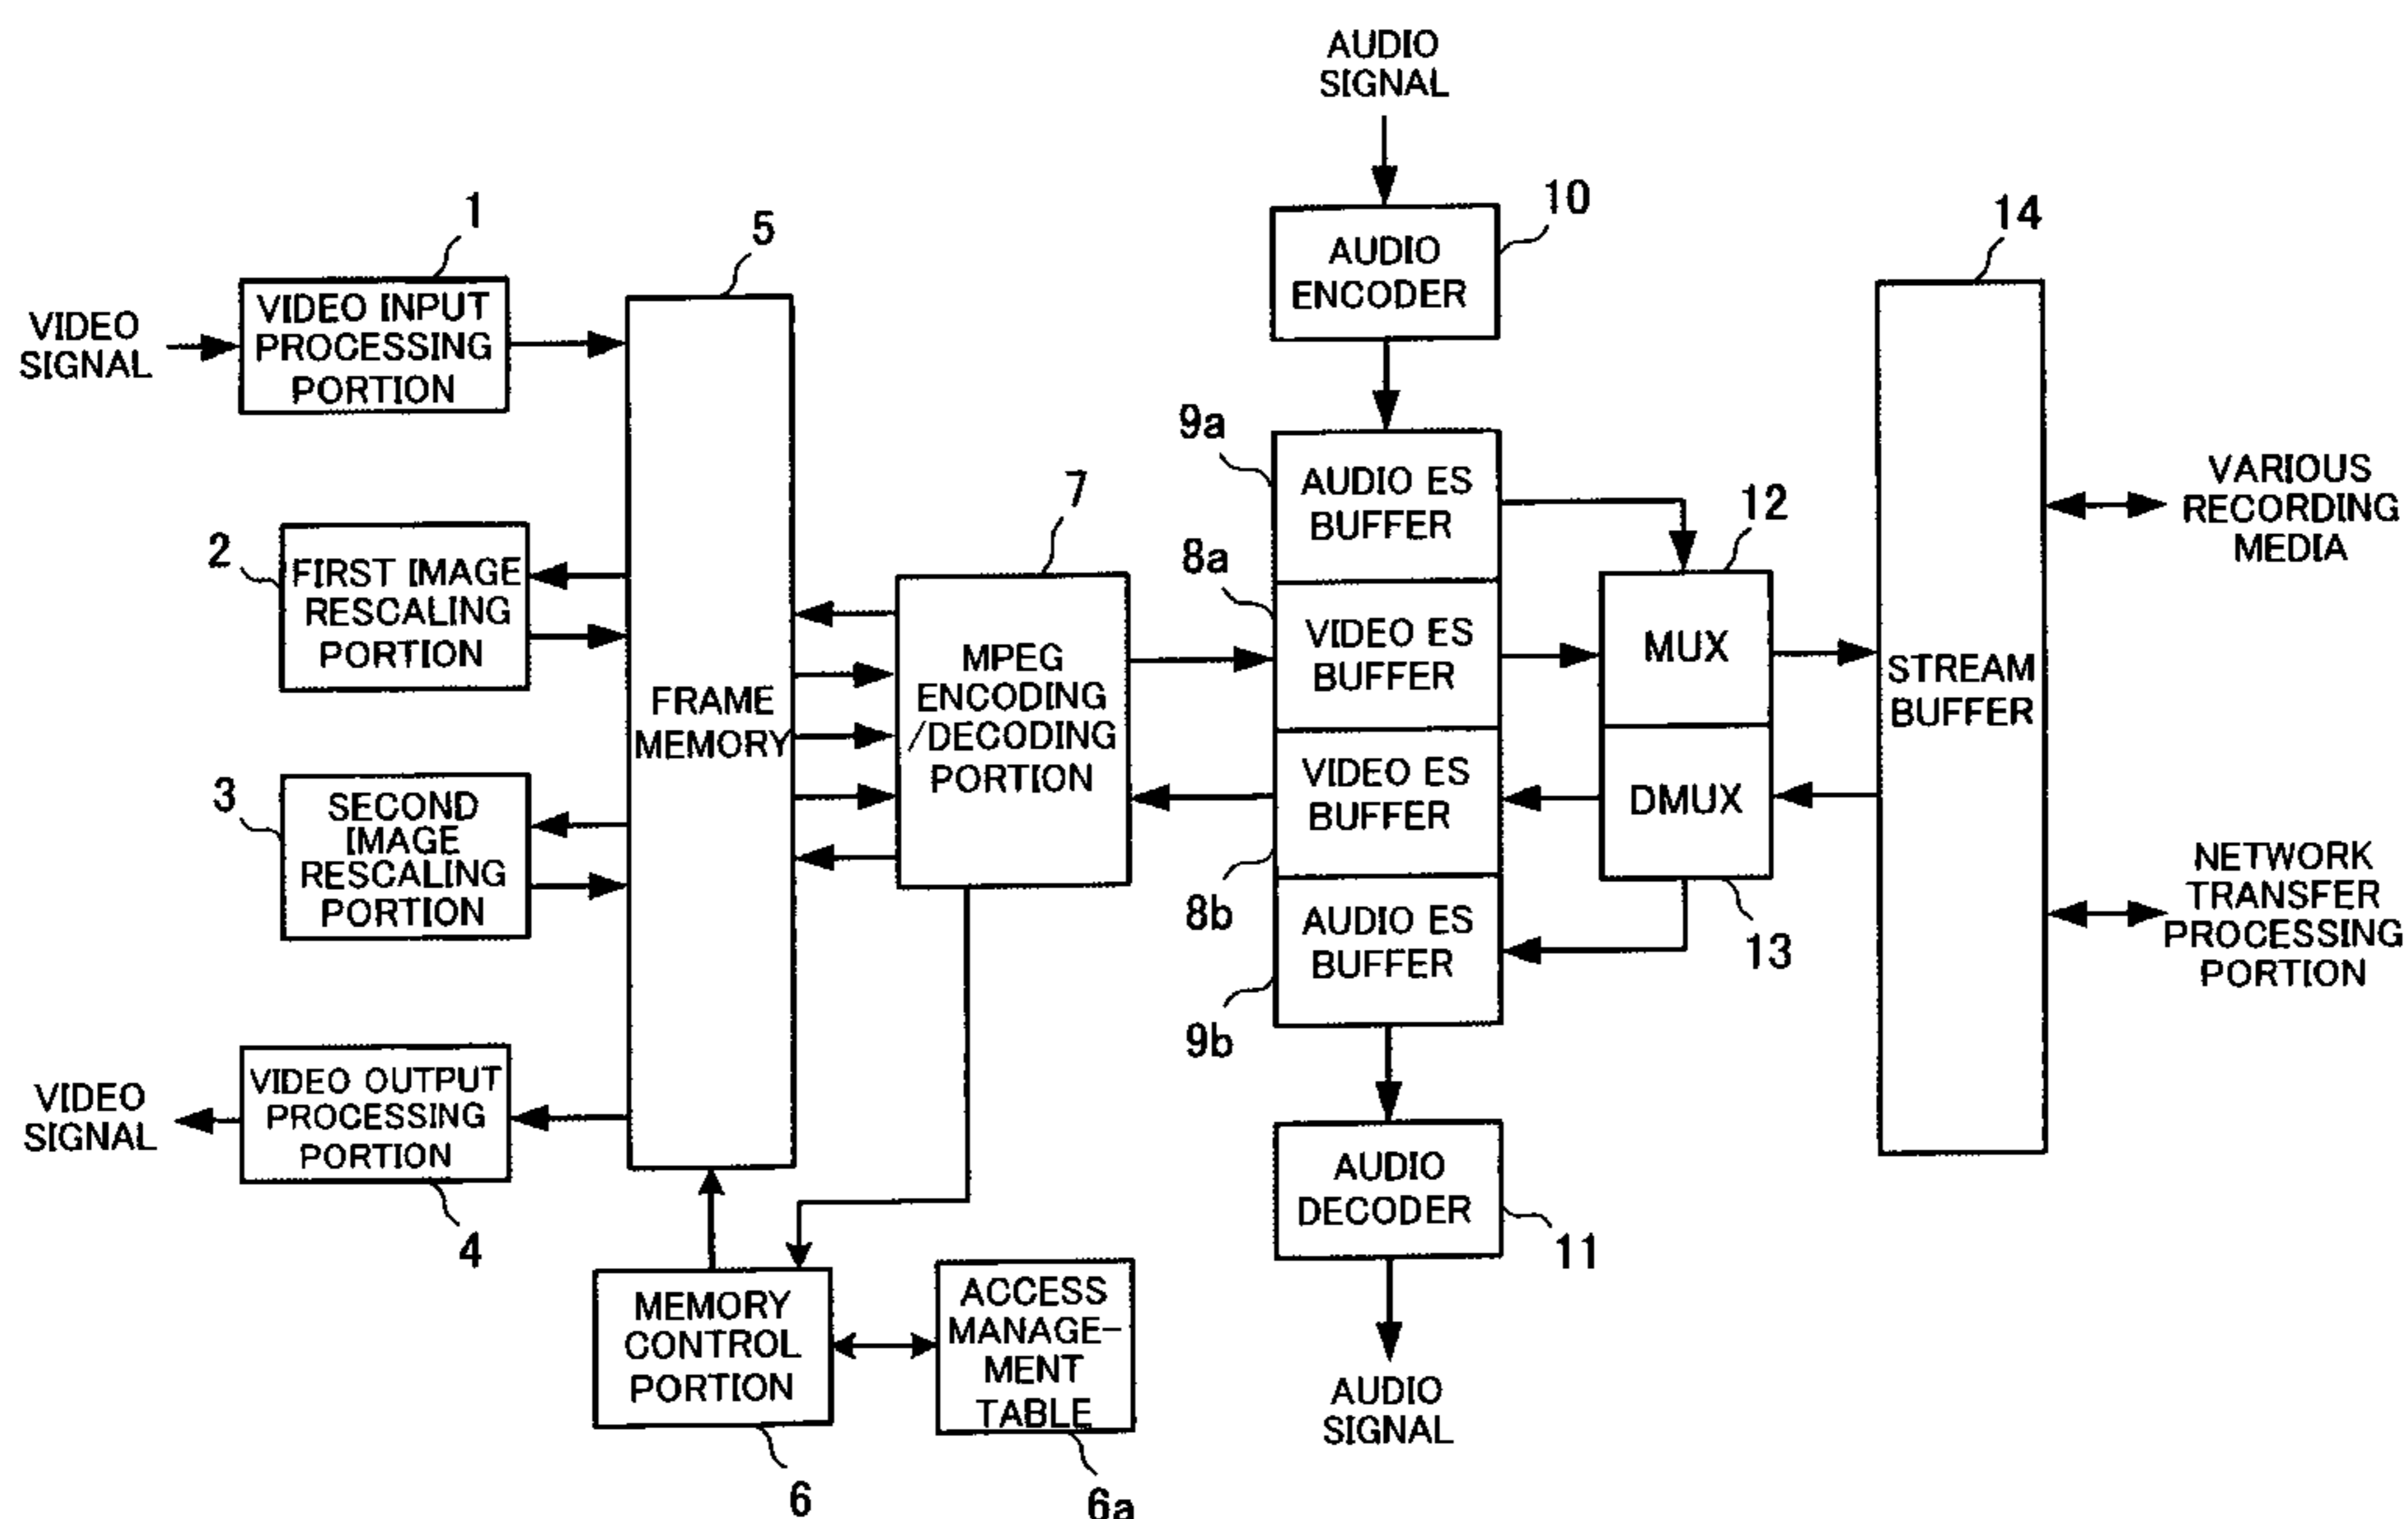 AUDIO
SIGNAL
10
AUDIO
ENCODER
1
VIDEO
SIGNAL
VIDEO INPUT
PROCESSING
PORTION
5
FRAME
MEMORY
2
FIRST IMAGE
RESCALING
PORTION
3
SECOND
IMAGE
RESCALING
PORTION
VIDEO
SIGNAL
VIDEO OUTPUT
PROCESSING
PORTION
4
7
MPEG
ENCODING
/DECODING
PORTION
MEMORY
CONTROL
PORTION
6
ACCESS
MANAGE-
MENT
TABLE
6a
9a
AUDIO ES
BUFFER
8a
VIDEO ES
BUFFER
VIDEO ES
BUFFER
8b
AUDIO ES
BUFFER
9b
12
MUX
DMUX
13
AUDIO
DECODER
11
AUDIO
SIGNAL
14
STREAM
BUFFER
VARIOUS
RECORDING
MEDIA
NETWORK
TRANSFER
PROCESSING
PORTION